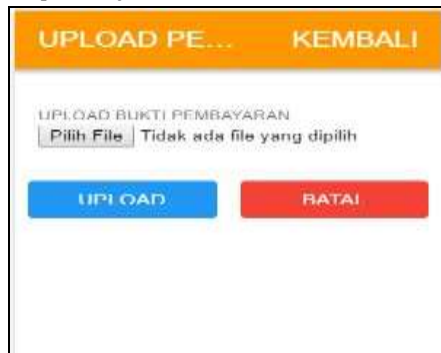 UPLOAD PE... KEMBALI
UPLOAD BUKTI PEMBAYARAN
Pilih File Tidak ada file yang dipilih
UPLOAD BATAL